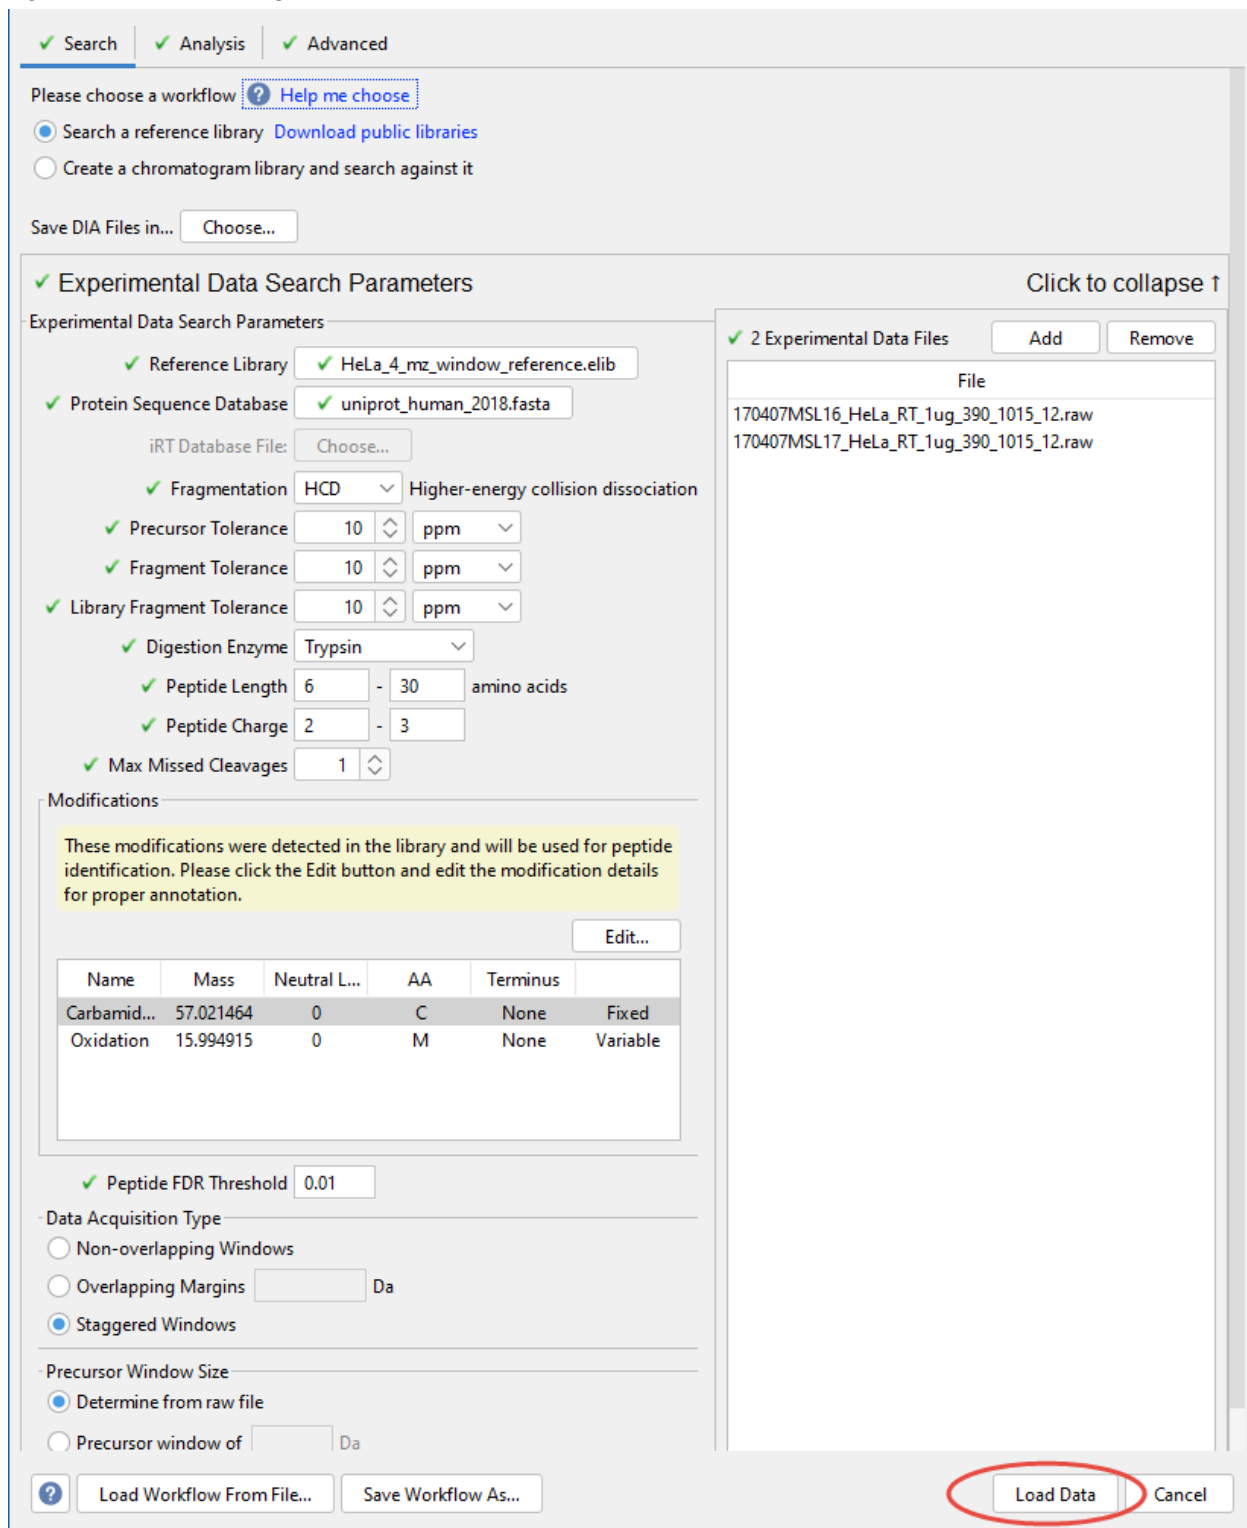 Search Analysis Advanced
Please choose a workflow ? Help me choose
Search a reference library Download public libraries
Create a chromatogram library and search against it
Save DIA Files in... Choose...
Experimental Data Search Parameters Click to collapse ↑
Experimental Data Search Parameters
2 Experimental Data Files Add Remove
Reference Library HeLa_4_mz_window_reference.elib
File
Protein Sequence Database uniprot_human_2018.fasta
170407MSL16_HeLa_RT_1ug_390_1015_12.raw
iRT Database File: Choose...
170407MSL17_HeLa_RT_1ug_390_1015_12.raw
Fragmentation HCD Higher-energy collision dissociation
Precursor Tolerance 10 ppm
Fragment Tolerance 10 ppm
Library Fragment Tolerance 10 ppm
Digestion Enzyme Trypsin
Peptide Length 6 - 30 amino acids
Peptide Charge 2 - 3
Max Missed Cleavages 1
Modifications
These modifications were detected in the library and will be used for peptide
identification. Please click the Edit button and edit the modification details
for proper annotation.
Edit...
Name Mass Neutral L... AA Terminus
Carbamid... 57.021464 0 C None Fixed
Oxidation 15.994915 0 M None Variable
Peptide FDR Threshold 0.01
Data Acquisition Type
Non-overlapping Windows
Overlapping Margins Da
Staggered Windows
Precursor Window Size
Determine from raw file
Precursor window of Da
? Load Workflow From File... Save Workflow As... Load Data Cancel